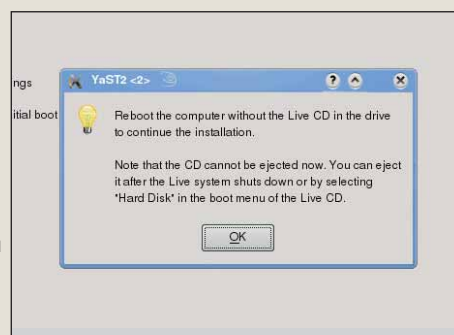 ngs
itial boot
YaST2 <2>
Reboot the computer without the Live CD in the drive
to continue the installation.
Note that the CD cannot be ejected now. You can eject
it after the Live system shuts down or by selecting
"Hard Disk" in the boot menu of the Live CD.
OK